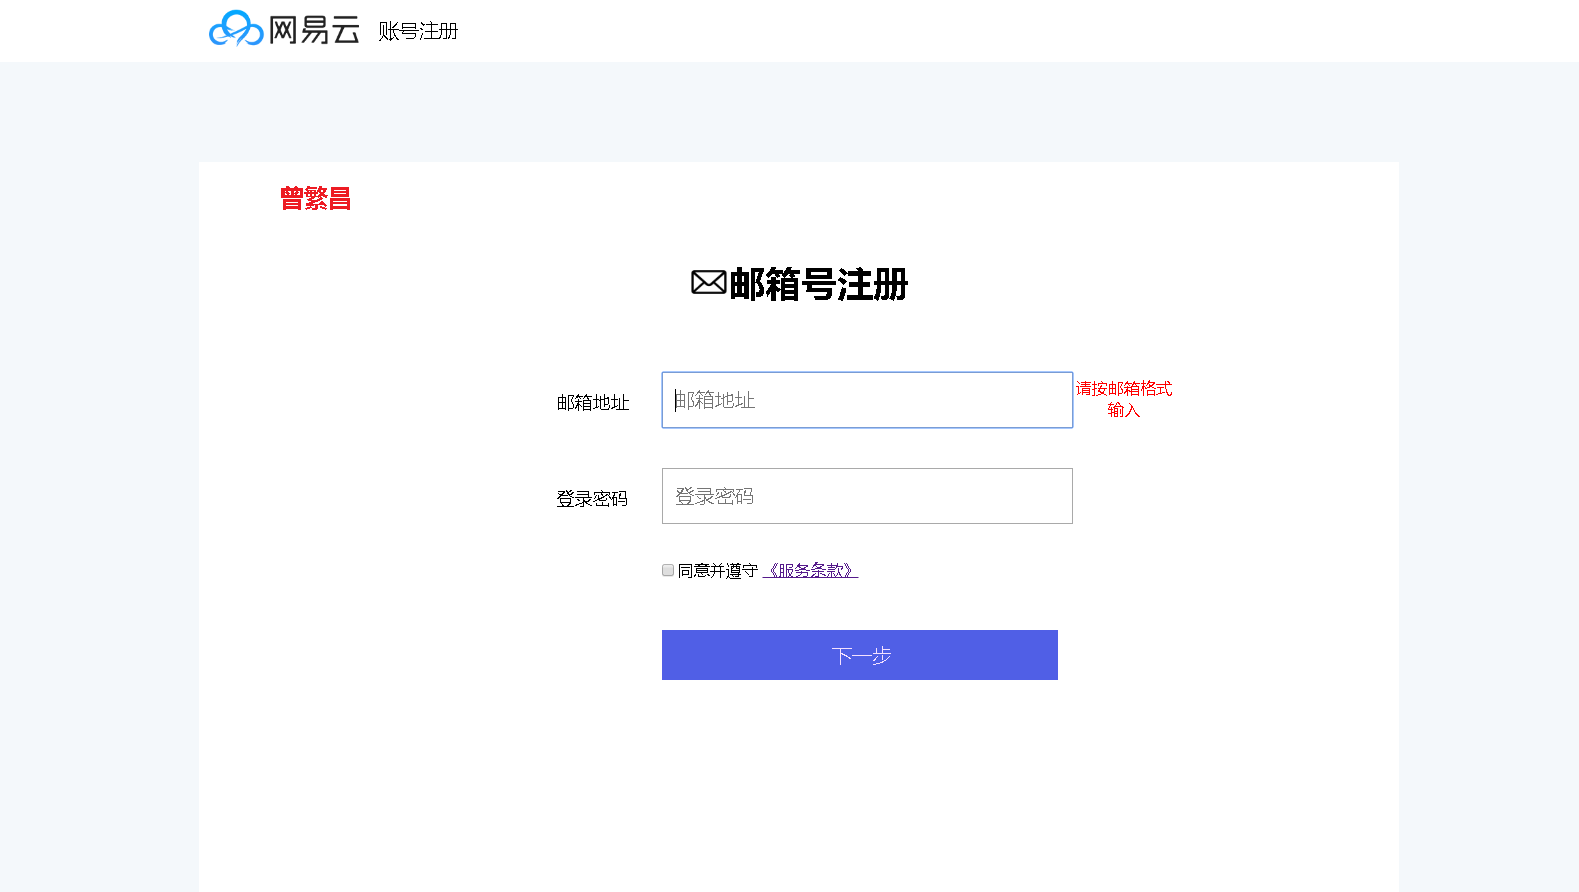 网易云 账号注册
曾繁昌
邮箱号注册
邮箱地址 邮箱地址 请按邮箱格式
输入
登录密码 登录密码
同意并遵守 《服务条款》
下一步